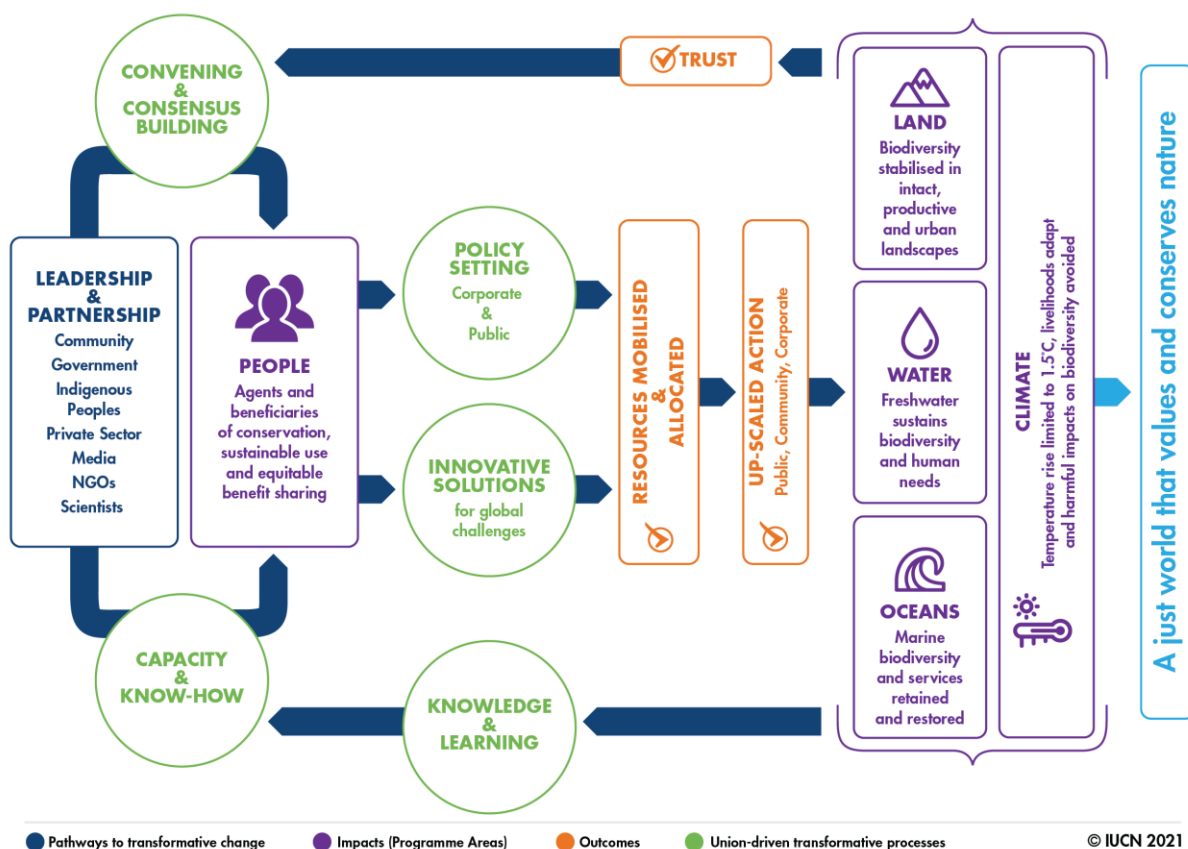 CONVENING
&
CONSENSUS
BUILDING
TRUST
LEADERSHIP
&
PARTNERSHIP
Community
Government
Indigenous
Peoples
Private Sector
Media
NGOs
Scientists
PEOPLE
Agents and
beneficiaries
of conservation,
sustainable use
and equitable
benefit sharing
POLICY
SETTING
Corporate
&
Public
INNOVATIVE
SOLUTIONS
for global
challenges
RESOURCES MOBILISED
&
ALLOCATED
UP-SCALED ACTION
Public, Community, Corporate
LAND
Biodiversity
stabilised in
intact,
productive
and urban
landscapes
WATER
Freshwater
sustains
biodiversity
and human
needs
OCEANS
Marine
biodiversity
and services
retained
and restored
CLIMATE
Temperature rise limited to 1.5°C, livelihoods adapt
and harmful impacts on biodiversity avoided
A just world that values and conserves nature
CAPACITY
&
KNOW-HOW
KNOWLEDGE
&
LEARNING
Pathways to transformative change
Impacts (Programme Areas)
Outcomes
Union-driven transformative processes
© IUCN 2021